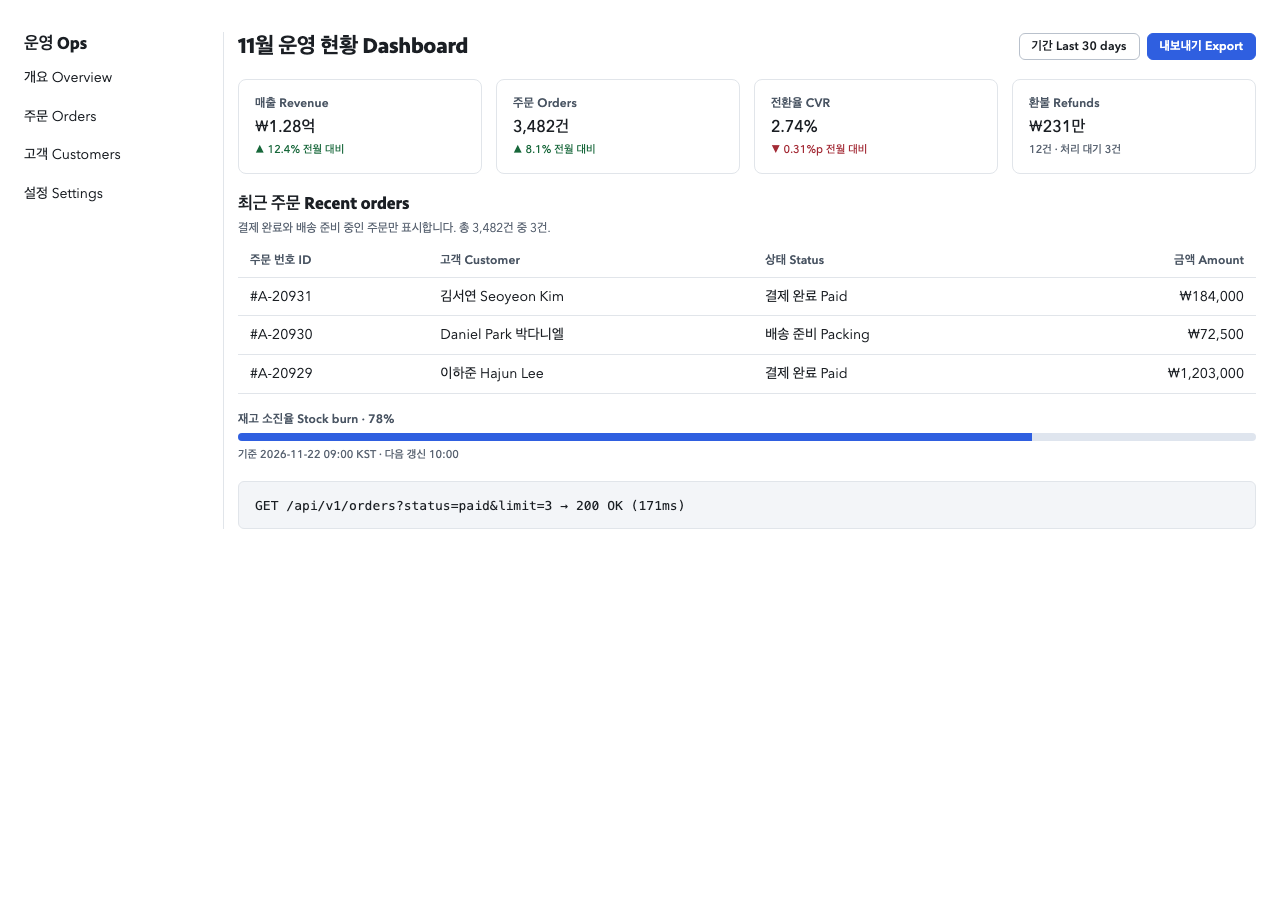 운영 Ops
개요 Overview
주문 Orders
고객 Customers
설정 Settings
11월 운영 현황 Dashboard
기간 Last 30 days
내보내기 Export
매출 Revenue
₩1.28억
▲ 12.4% 전월 대비
주문 Orders
3,482건
▲ 8.1% 전월 대비
전환율 CVR
2.74%
▼ 0.31%p 전월 대비
환불 Refunds
₩231만
12건 · 처리 대기 3건
최근 주문 Recent orders
결제 완료와 배송 준비 중인 주문만 표시합니다. 총 3,482건 중 3건.
주문 번호 ID 고객 Customer 상태 Status 금액 Amount
#A-20931 김서연 Seoyeon Kim 결제 완료 Paid ₩184,000
#A-20930 Daniel Park 박다니엘 배송 준비 Packing ₩72,500
#A-20929 이하준 Hajun Lee 결제 완료 Paid ₩1,203,000
재고 소진율 Stock burn · 78%
기준 2026-11-22 09:00 KST · 다음 갱신 10:00
GET /api/v1/orders?status=paid&limit=3 → 200 OK (171ms)